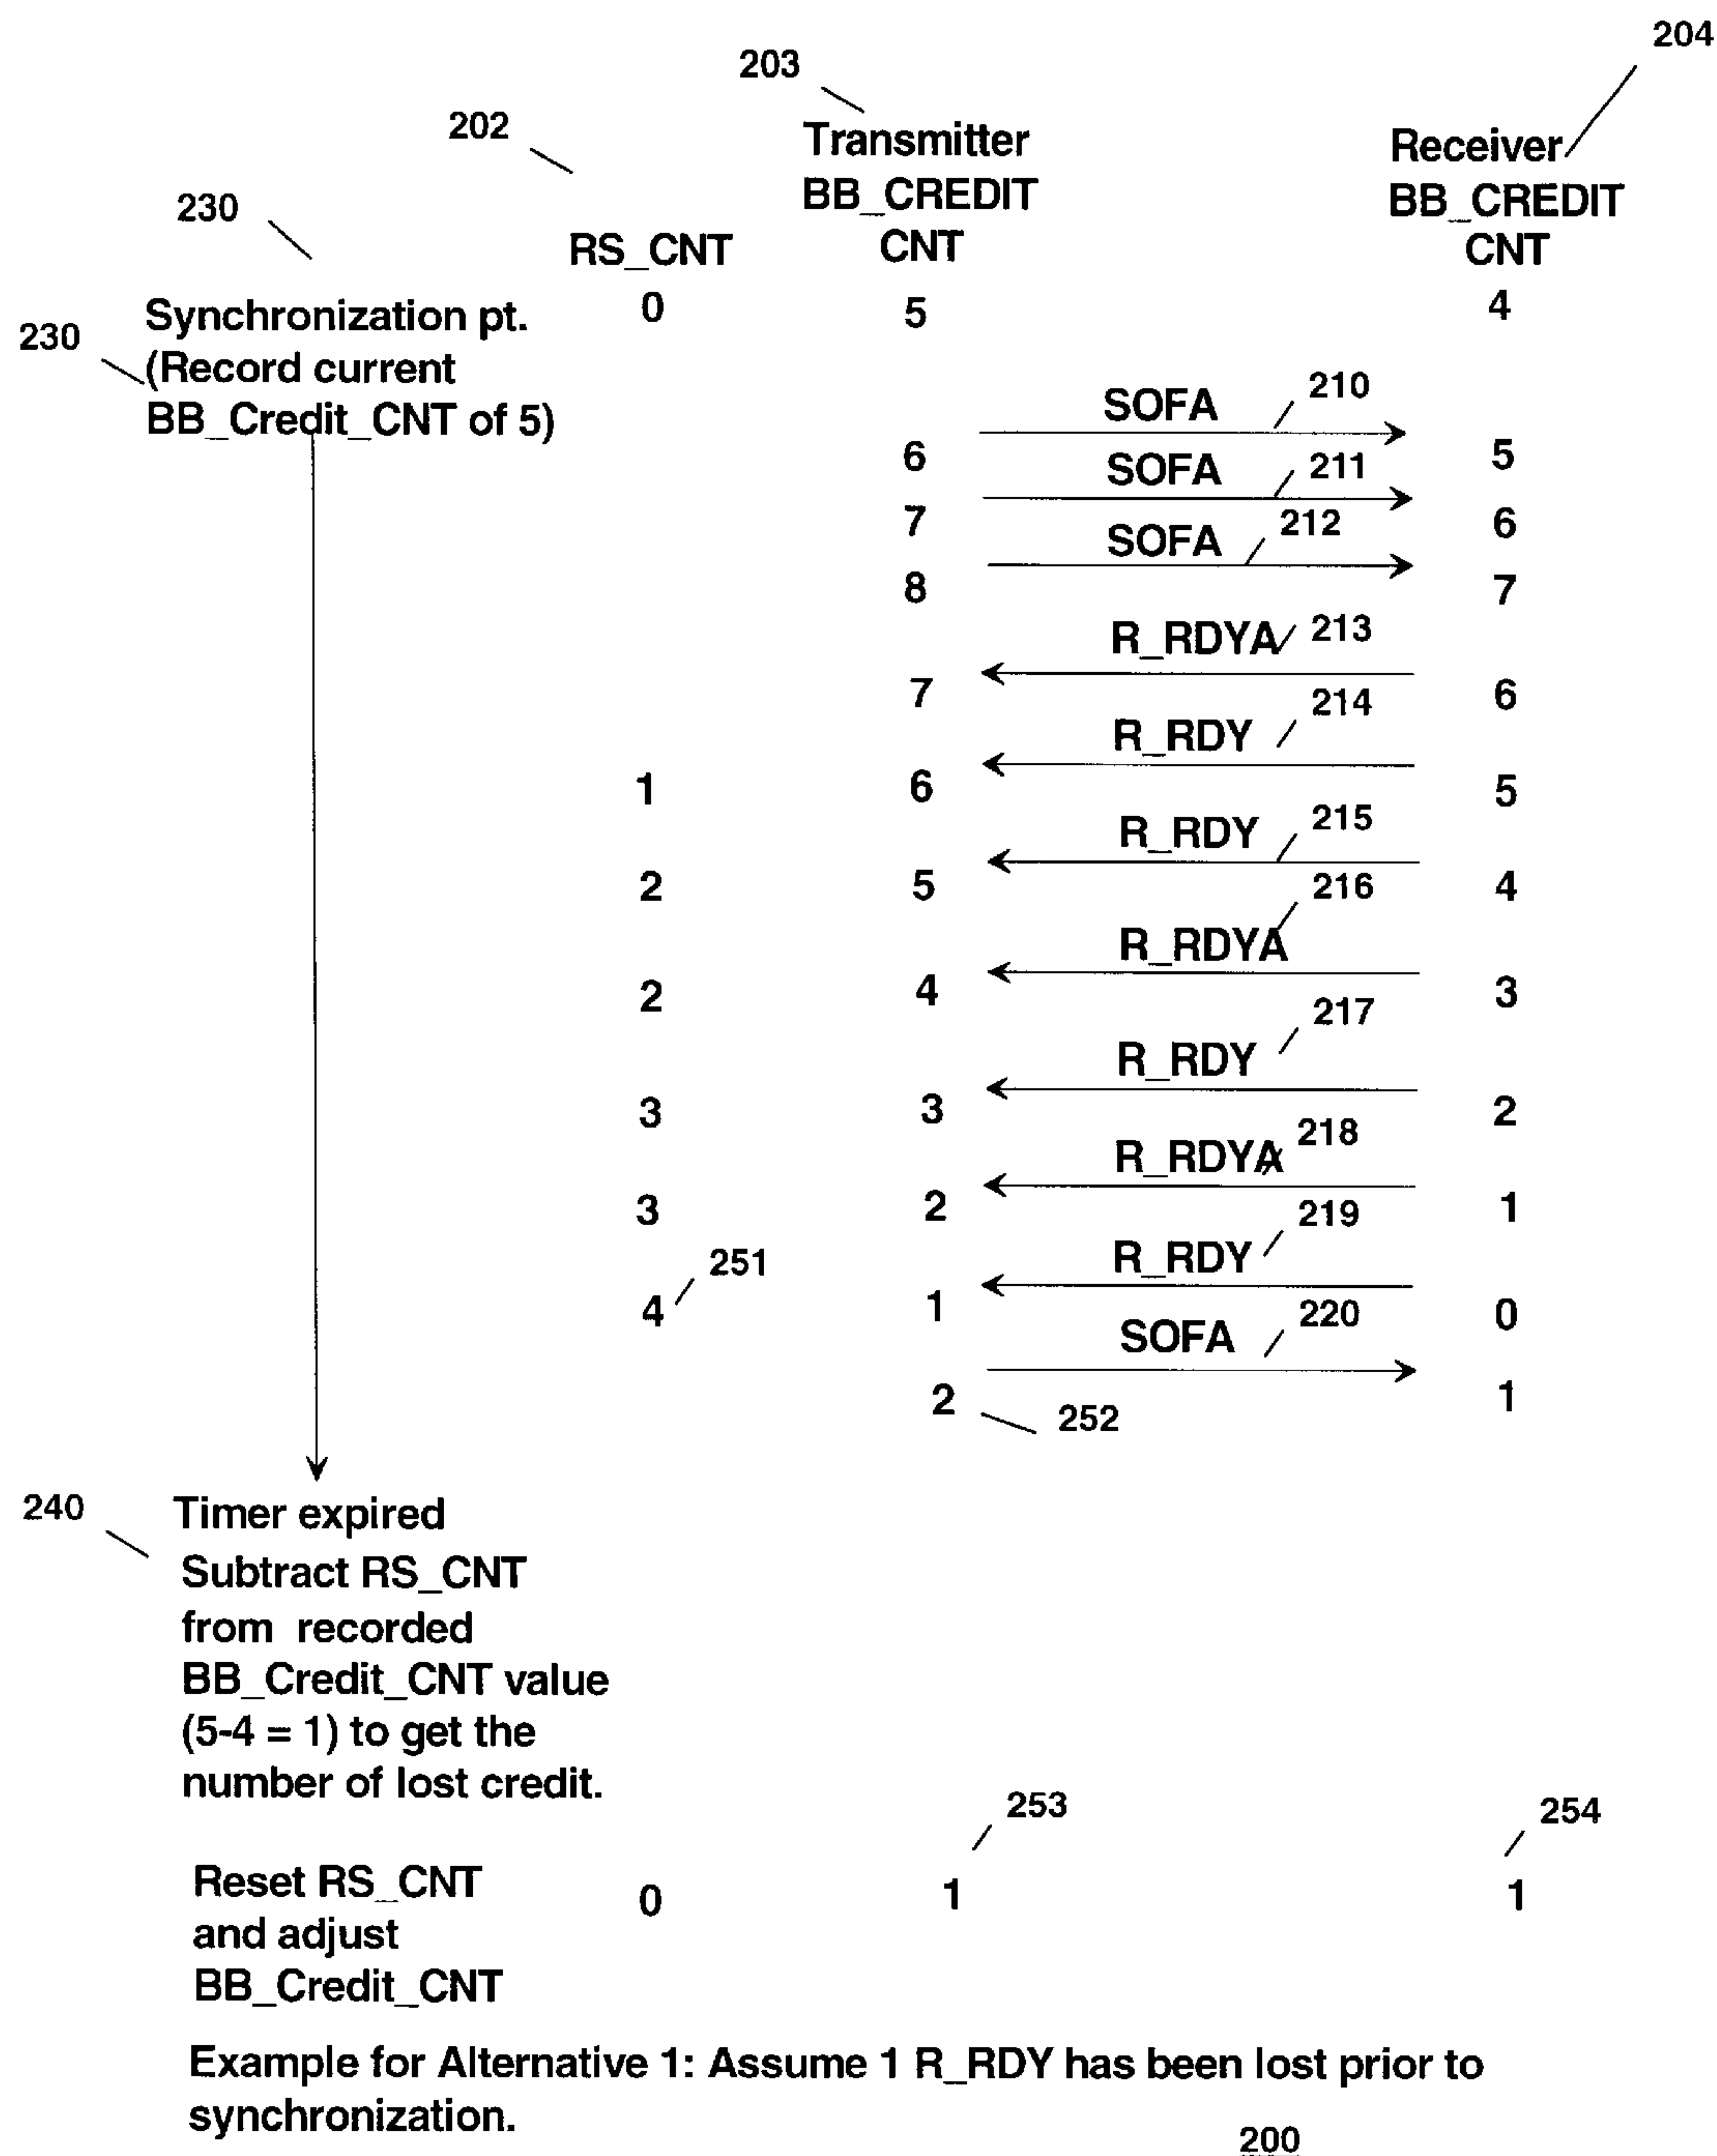 204
203
Transmitter
Receiver
202
BB_CREDIT
BB_CREDIT
230
RS_CNT
CNT
CNT
Synchronization pt.
0
5
4
230
(Record current
BB_Credit_CNT of 5)
SOFA
210
6
5
SOFA
211
7
6
SOFA
212
8
7
R_RDYA
213
7
6
R_RDY
214
1
6
5
R_RDY
215
2
5
4
216
R_RDYA
2
4
3
217
R_RDY
3
3
2
R_RDYA
218
3
2
1
219
R_RDY
251
4
1
0
SOFA
220
2
1
252
240
Timer expired
Subtract RS_CNT
from recorded
BB_Credit_CNT value
(5-4 = 1) to get the
number of lost credit.
253
254
Reset RS_CNT
0
1
1
and adjust
BB_Credit_CNT
Example for Alternative 1: Assume 1 R_RDY has been lost prior to
synchronization.
200